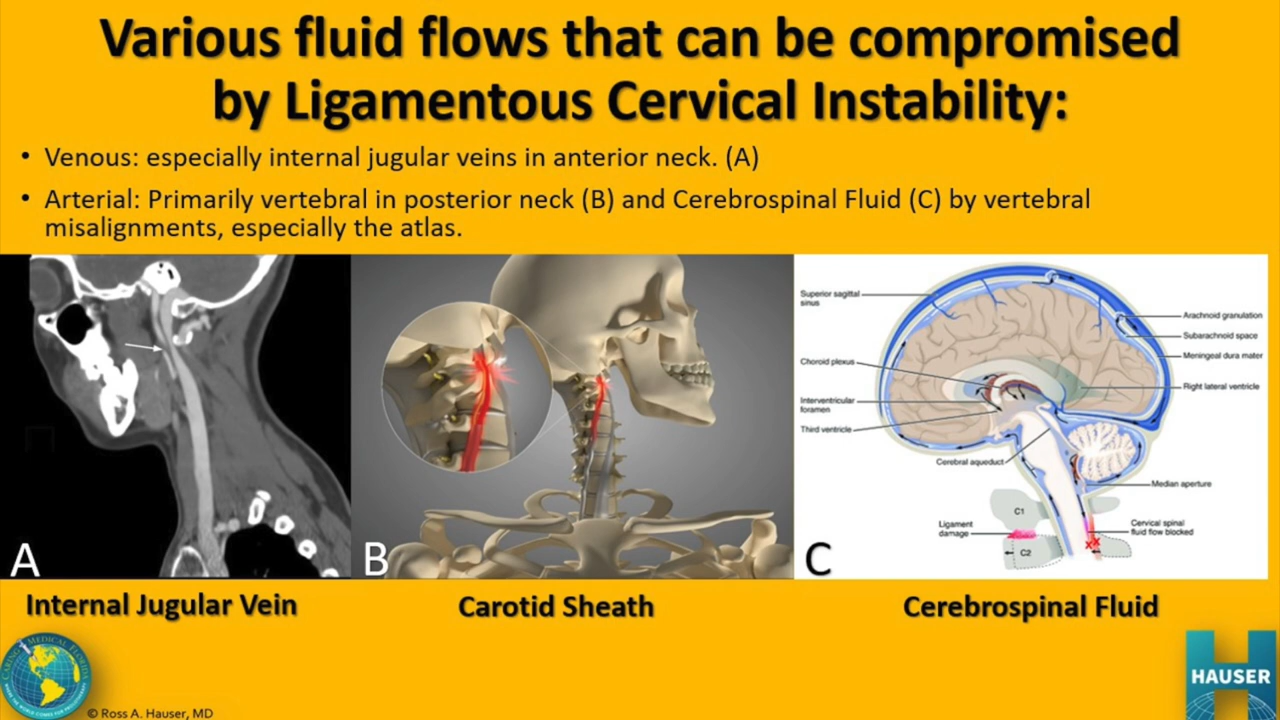 Various fluid flows that can be compromised
by Ligamentous Cervical Instability:
• Venous: especially internal jugular veins in anterior neck. (A)
• Arterial: Primarily vertebral in posterior neck (B) and Cerebrospinal Fluid (C) by vertebral
misalignments, especially the atlas.
A
B
C
Superior sagittal
sinus
Choroid plexus
Interventricular
foramen
Third ventricle
Cerebral aqueduct
Ligament
damage
C1
C2
Arachnoid granulation
Subarachnoid space
Meningeal dura mater
Right lateral ventricle
Median aperture
Cervical spinal
fluid flow blocked
XX
Internal Jugular Vein
Carotid Sheath
Cerebrospinal Fluid
CARING MEDICAL FLORIDA
© Ross A. Hauser, MD
H
HAUSER